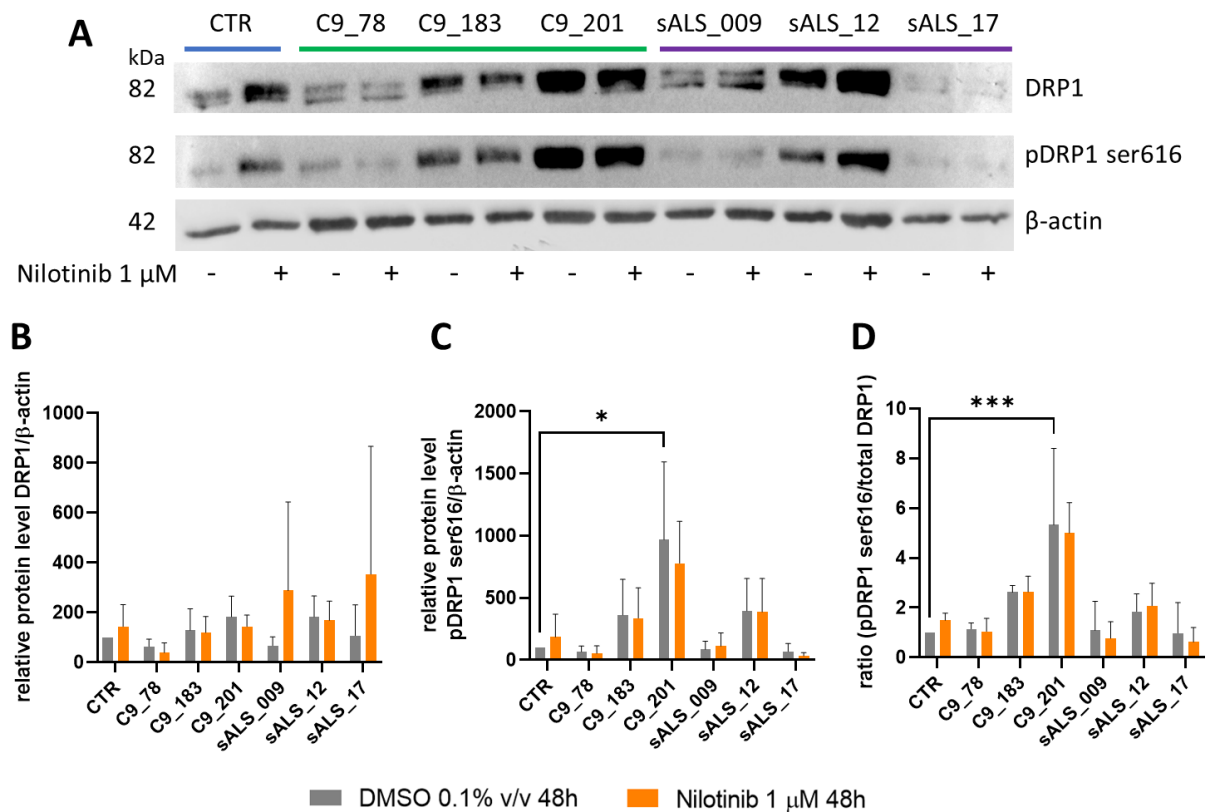 A
CTR C9_78 C9_183 C9_201 sALS_009 sALS_12 sALS_17
kDa
82 DRP1
82 pDRP1 ser616
42 β-actin
Nilotinib 1 μM - + - + - + - + - + - + - +
B
relative protein level DRP1/β-actin
1000
800
600
400
200
0
CTR C9_78 C9_183 C9_201 sALS_009 sALS_12 sALS_17
C
relative protein level
pDRP1 ser616/β-actin
2000
1500
1000
500
0
*
CTR C9_78 C9_183 C9_201 sALS_009 sALS_12 sALS_17
D
ratio (pDRP1 ser616/total DRP1)
10
8
6
4
2
0
***
CTR C9_78 C9_183 C9_201 sALS_009 sALS_12 sALS_17
DMSO 0.1% v/v 48h Nilotinib 1 μM 48h